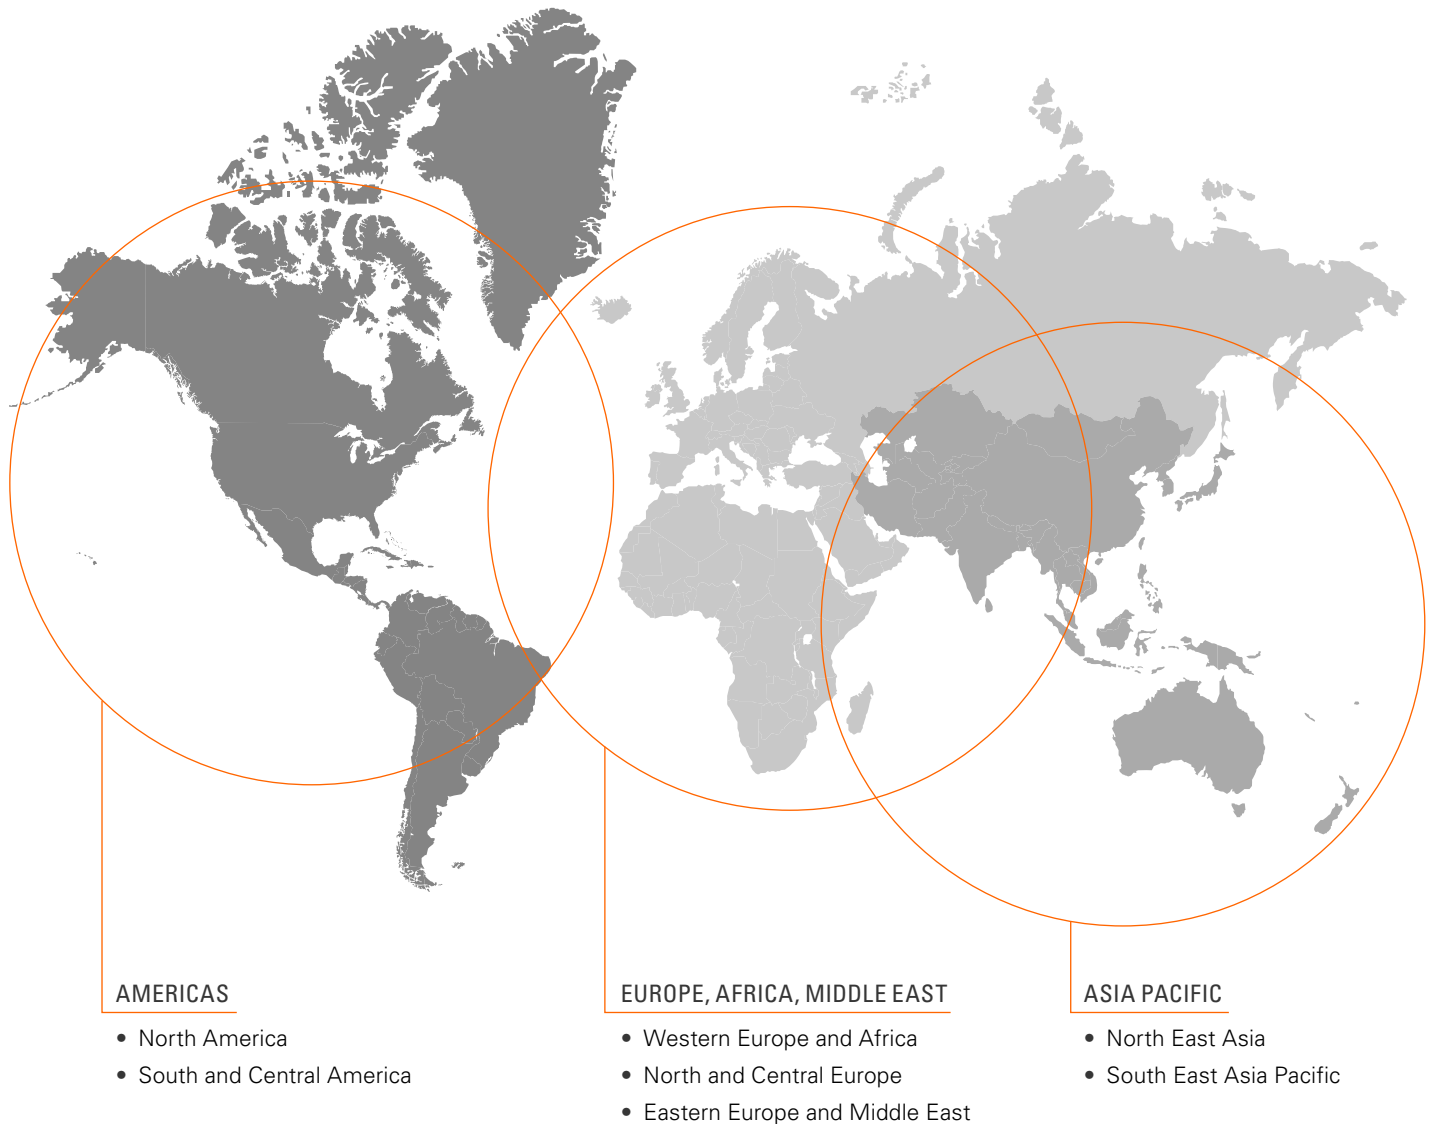 AMERICAS
• North America
• South and Central America
EUROPE, AFRICA, MIDDLE EAST
• Western Europe and Africa
• North and Central Europe
• Eastern Europe and Middle East
ASIA PACIFIC
• North East Asia
• South East Asia Pacific